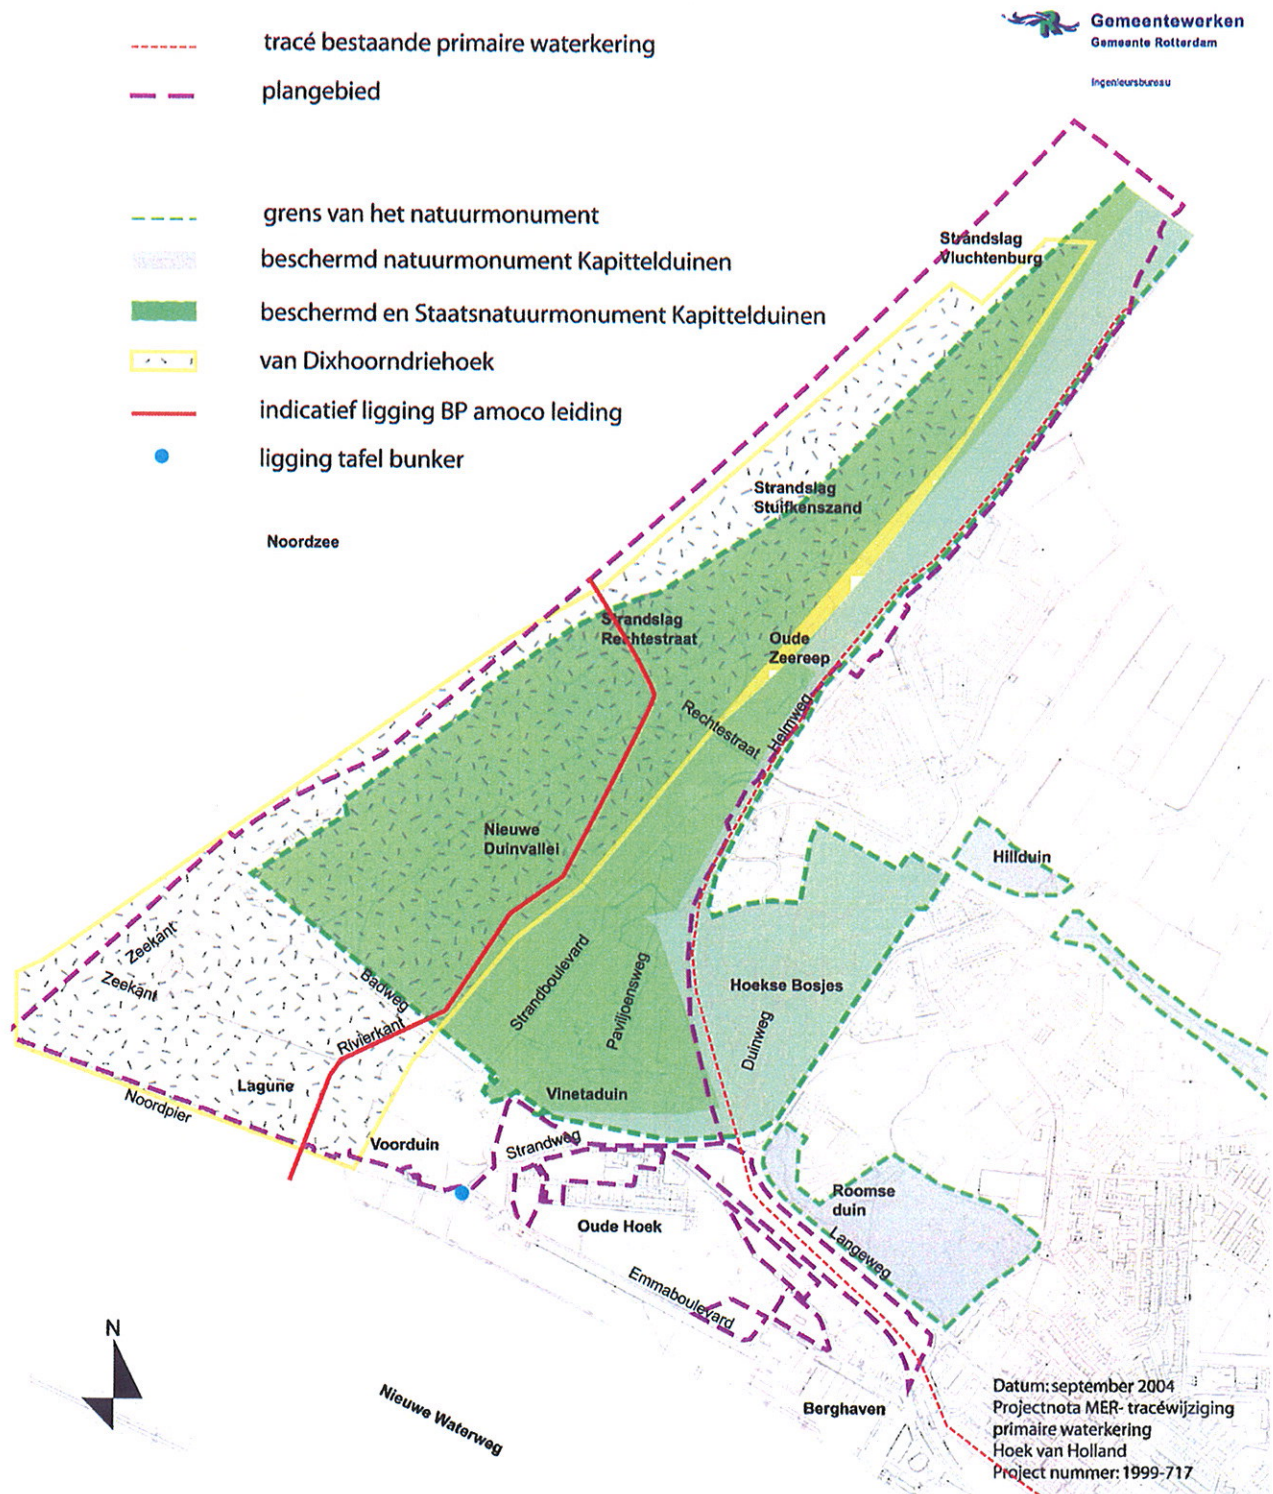 Gemeentewerken
Gemeente Rotterdam
Ingenieursbureau
tracé bestaande primaire waterkering
plangebied
grens van het natuurmonument
beschermd natuurmonument Kapittelduinen
beschermd en Staatsnatuurmonument Kapittelduinen
van Dixhoorndriehoek
indicatief ligging BP amoco leiding
ligging tafel bunker
Strandslag
Vluchtenburg
Strandslag
Stuifkenszand
Noordzee
Strandslag
Rechtestraat
Oude
Zeereep
Rechtestraat
Helmweg
Nieuwe
Duinvallei
Hillduin
Zeekant
Zeekant
Badweg
Strandboulevard
Paviljoensweg
Hoekse Bosjes
Duinweg
Rivierkant
Lagune
Noordpier
Vinetaduin
Voorduin
Strandweg
Roomse
duin
Oude Hoek
Langeweg
Emmaboulevard
N
Nieuwe Waterweg
Berghaven
Datum: september 2004
Projectnota MER- tracéwijziging
primaire waterkering
Hoek van Holland
Project nummer: 1999-717